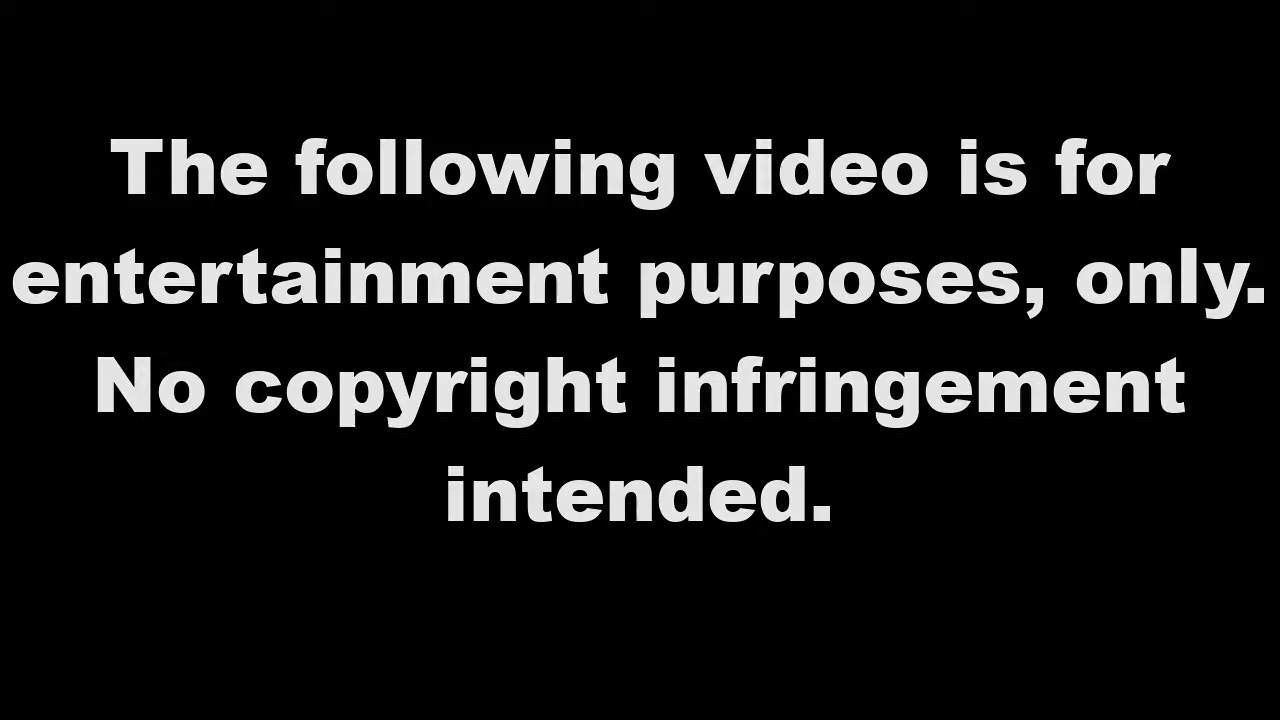 The following video is for
entertainment purposes, only.
No copyright infringement
intended.